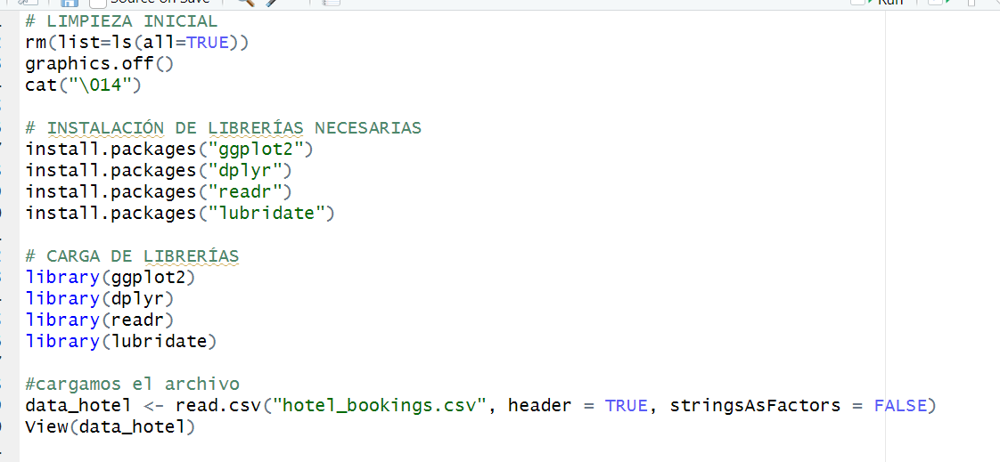 Source on Save
Run
# LIMPIEZA INICIAL
rm(list=ls(all=TRUE))
graphics.off()
cat("\014")
# INSTALACIÓN DE LIBRERÍAS NECESARIAS
install.packages("ggplot2")
install.packages("dplyr")
install.packages("readr")
install.packages("lubridate")
# CARGA DE LIBRERÍAS
library(ggplot2)
library(dplyr)
library(readr)
library(lubridate)
#cargamos el archivo
data_hotel <- read.csv("hotel_bookings.csv", header = TRUE, stringsAsFactors = FALSE)
View(data_hotel)